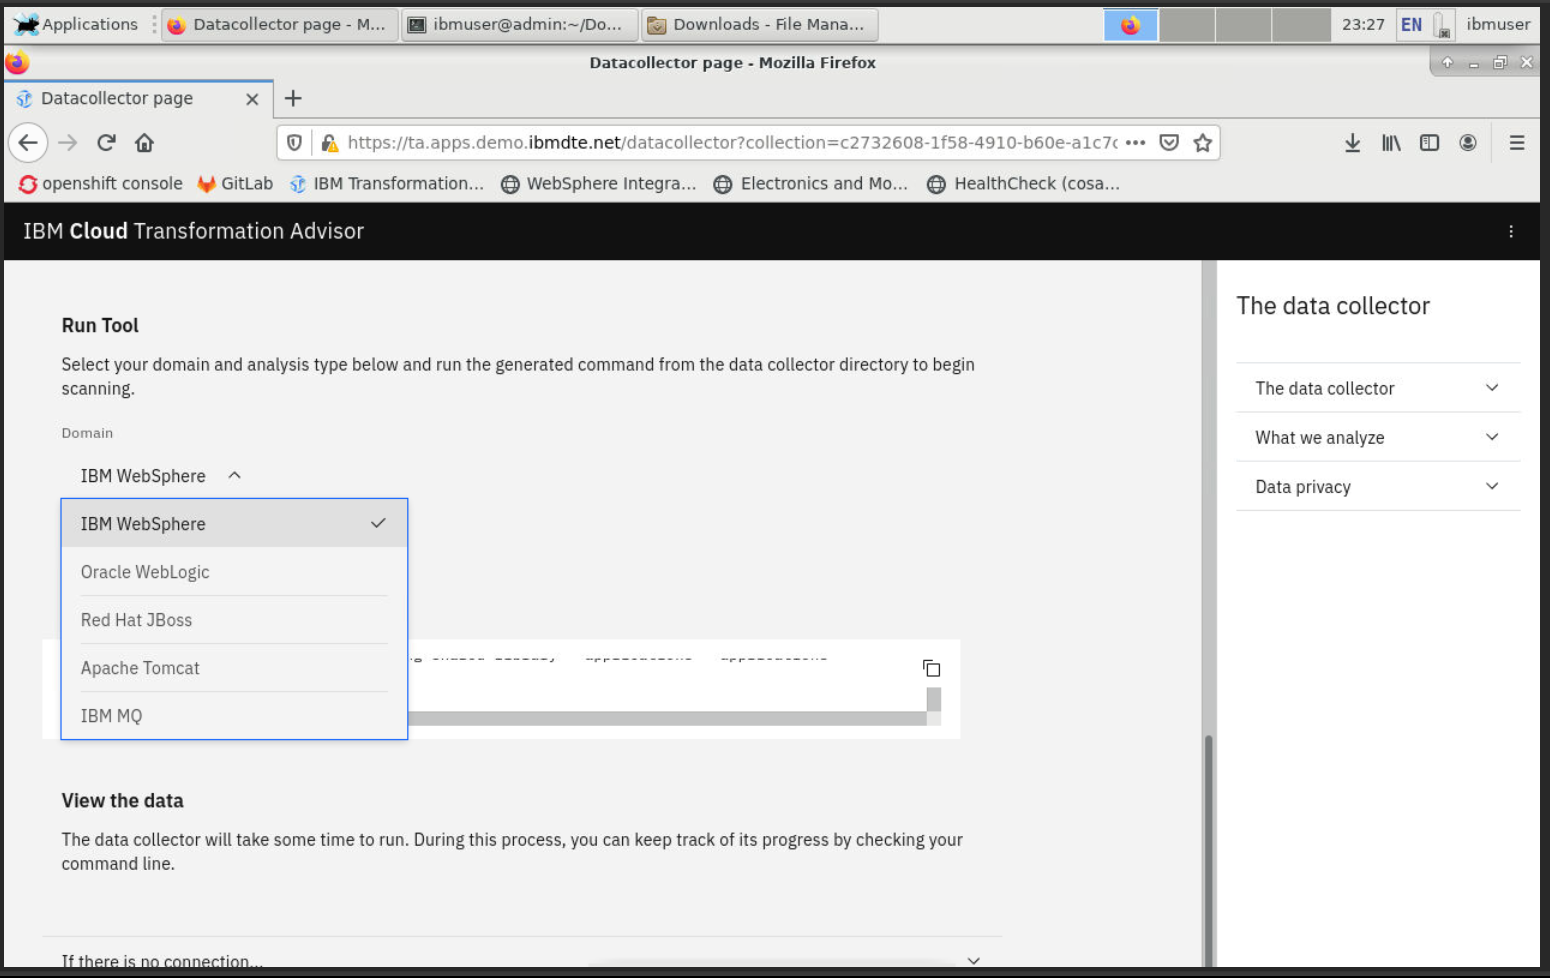 Applications
Datacollector page - M...
ibmuser@admin:~/Do...
Downloads - File Mana...
23:27
EN
ibmuser
Datacollector page - Mozilla Firefox
Datacollector page
https://ta.apps.demo.ibmdte.net/datacollector?collection=c2732608-1f58-4910-b60e-a1c7c
openshift console
GitLab
IBM Transformation...
WebSphere Integra...
Electronics and Mo...
HealthCheck (cosa...
IBM Cloud Transformation Advisor
Run Tool
Select your domain and analysis type below and run the generated command from the data collector directory to begin
scanning.
Domain
IBM WebSphere
IBM WebSphere
Oracle WebLogic
Red Hat JBoss
Apache Tomcat
IBM MQ
View the data
The data collector will take some time to run. During this process, you can keep track of its progress by checking your
command line.
If there is no connection...
The data collector
The data collector
What we analyze
Data privacy